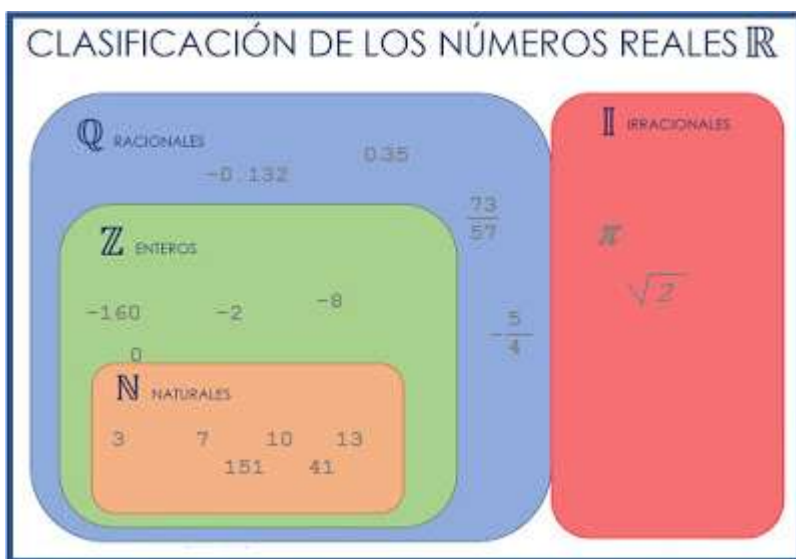 CLASIFICACIÓN DE LOS NÚMEROS REALES ℝ
ℚ RACIONALES
-0.132
0.35
73
57
ℤ ENTEROS
-160
-2
-8
0
-5
4
ℕ NATURALES
3 7 10 13
151 41
𝕀 IRRACIONALES
π
√2